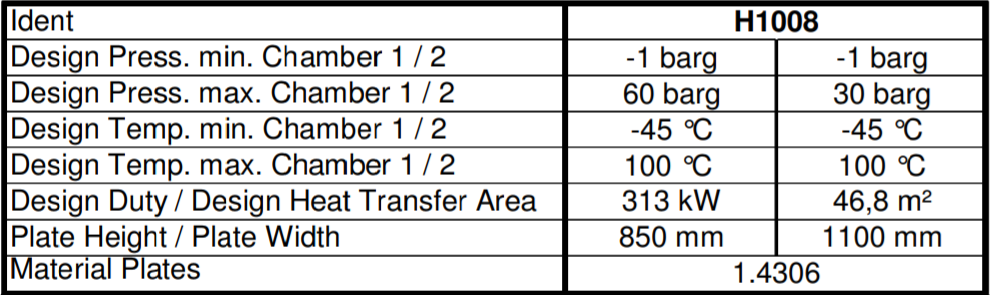 Ident H1008
Design Press. min. Chamber 1 / 2 -1 barg -1 barg
Design Press. max. Chamber 1 / 2 60 barg 30 barg
Design Temp. min. Chamber 1 / 2 -45 °C -45 °C
Design Temp. max. Chamber 1 / 2 100 °C 100 °C
Design Duty / Design Heat Transfer Area 313 kW 46,8 m²
Plate Height / Plate Width 850 mm 1100 mm
Material Plates 1.4306